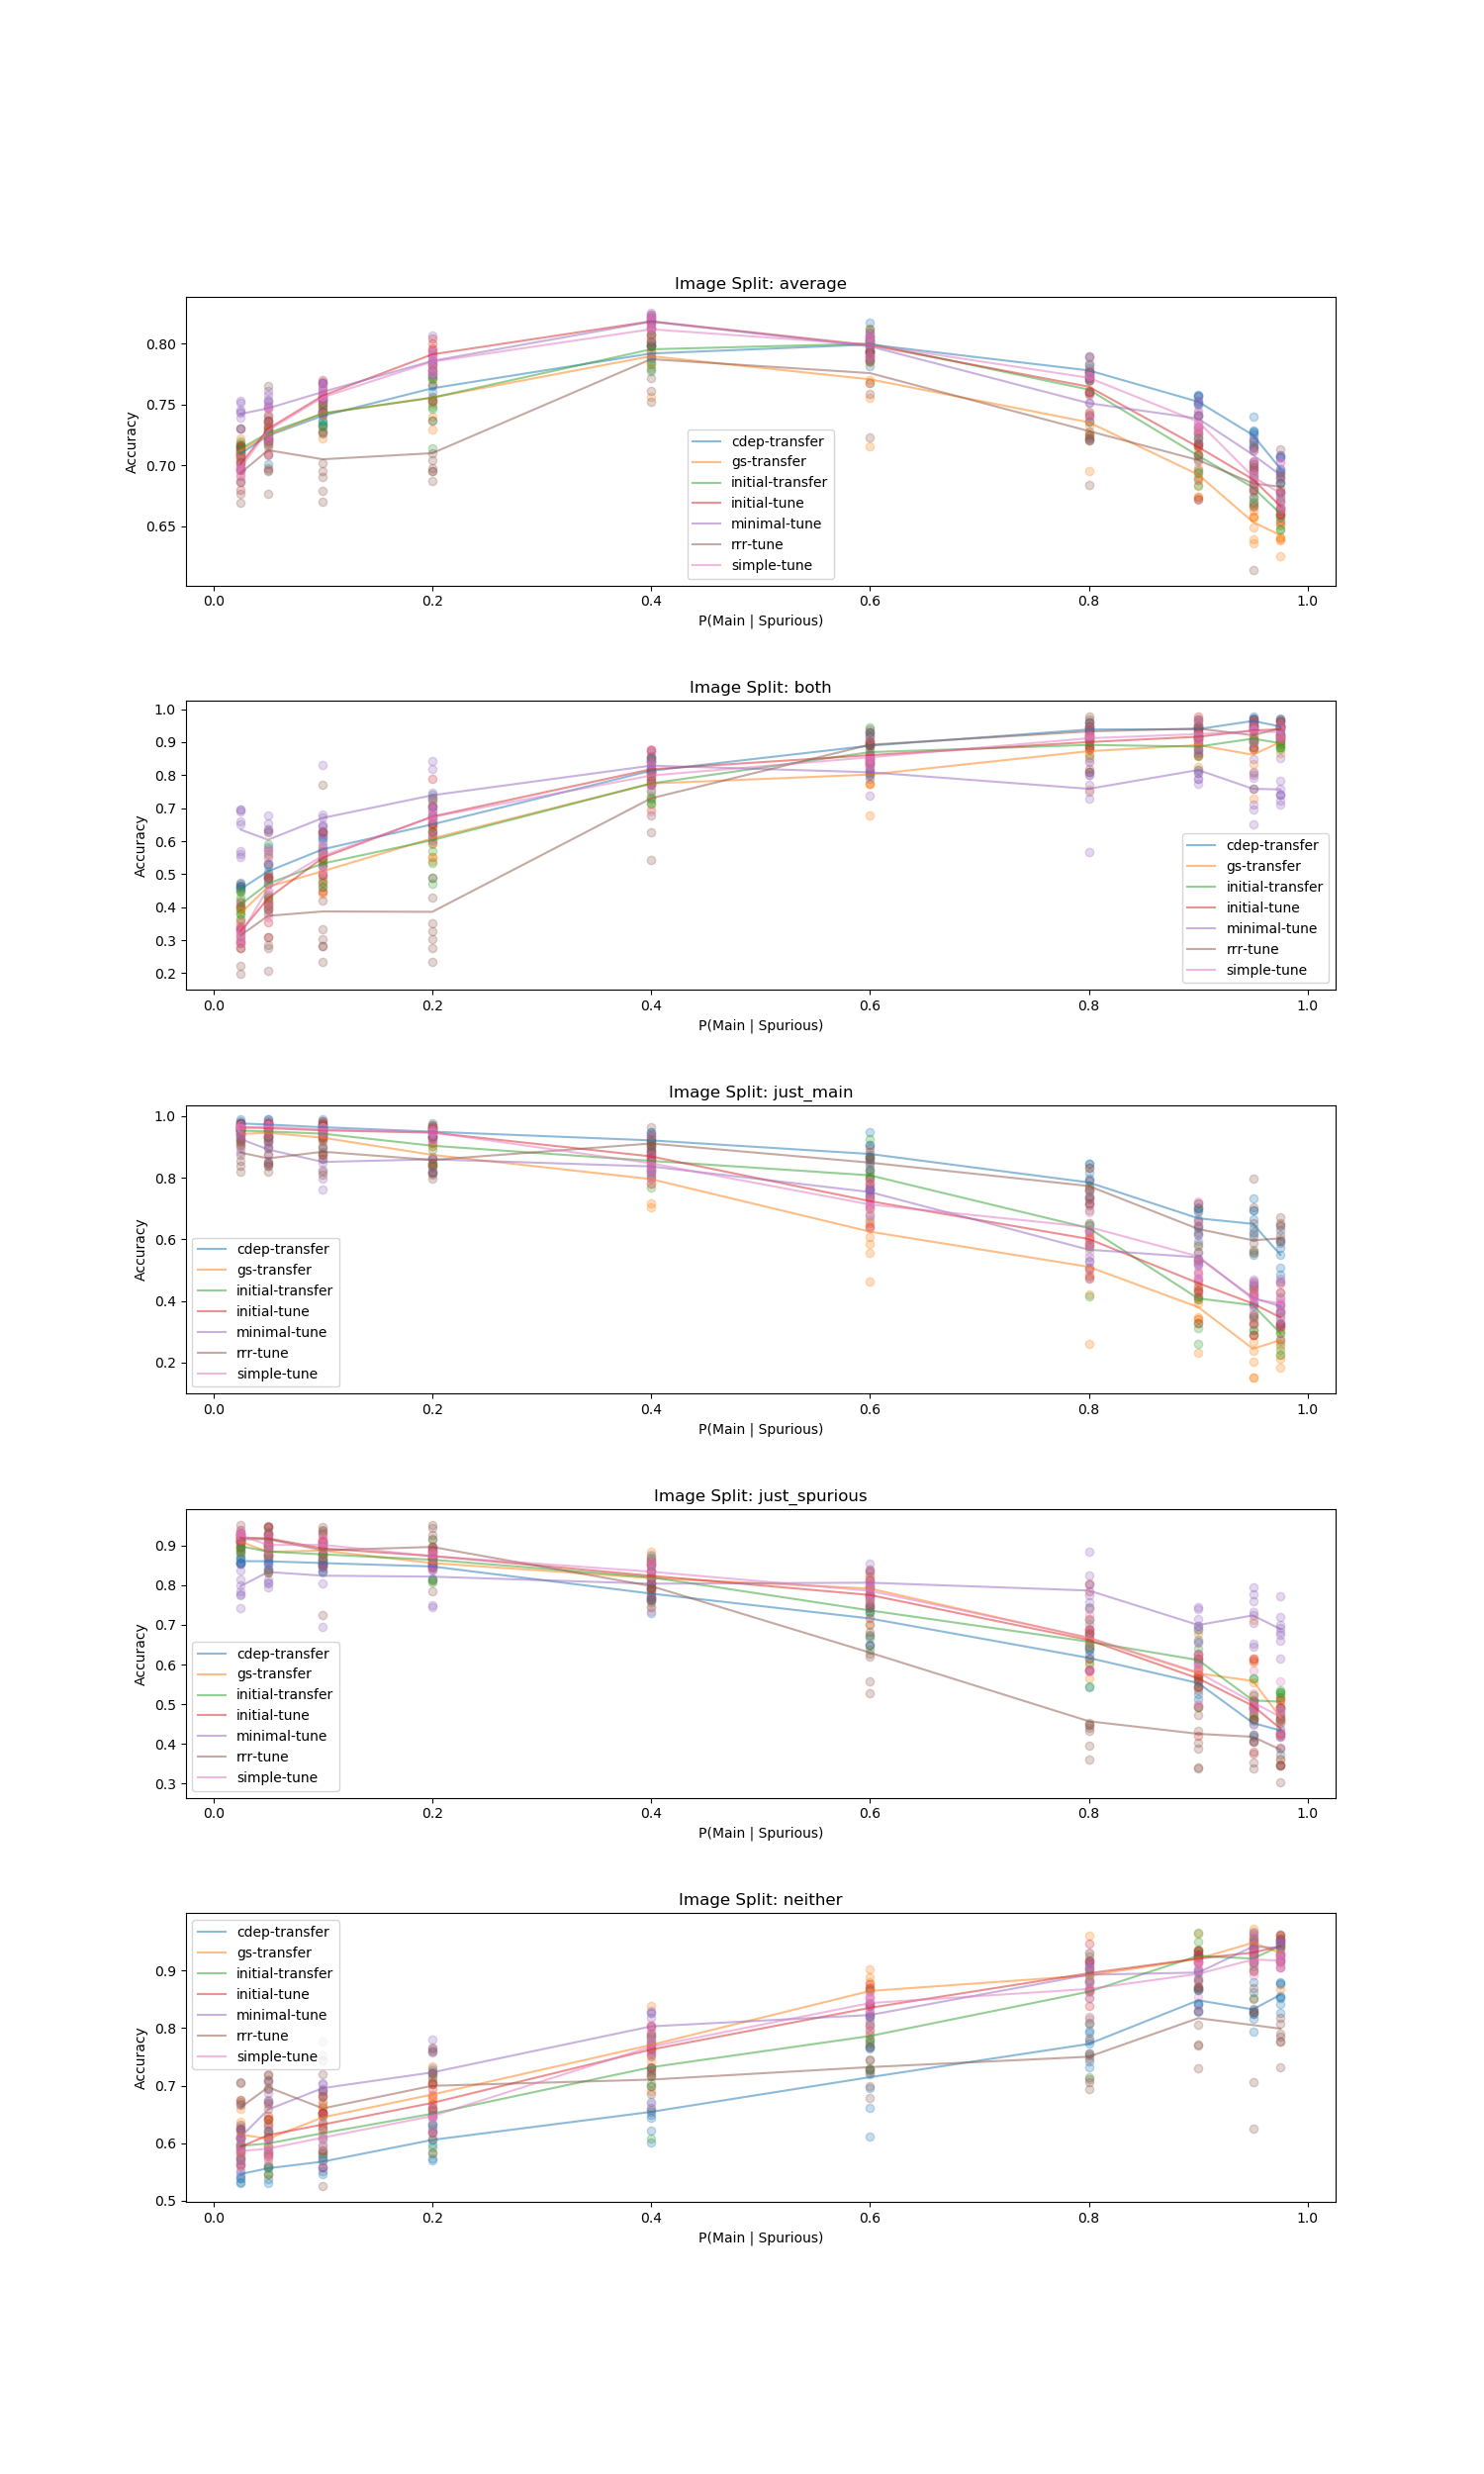 Image Split: average
Accuracy
0.80
0.75
0.70
0.65
cdep-transfer
gs-transfer
initial-transfer
initial-tune
minimal-tune
rrr-tune
simple-tune
0.0 0.2 0.4 0.6 0.8 1.0
P(Main | Spurious)
Image Split: both
Accuracy
1.0
0.9
0.8
0.7
0.6
0.5
0.4
0.3
0.2
cdep-transfer
gs-transfer
initial-transfer
initial-tune
minimal-tune
rrr-tune
simple-tune
0.0 0.2 0.4 0.6 0.8 1.0
P(Main | Spurious)
Image Split: just_main
Accuracy
1.0
0.8
0.6
0.4
0.2
cdep-transfer
gs-transfer
initial-transfer
initial-tune
minimal-tune
rrr-tune
simple-tune
0.0 0.2 0.4 0.6 0.8 1.0
P(Main | Spurious)
Image Split: just_spurious
Accuracy
0.9
0.8
0.7
0.6
0.5
0.4
0.3
cdep-transfer
gs-transfer
initial-transfer
initial-tune
minimal-tune
rrr-tune
simple-tune
0.0 0.2 0.4 0.6 0.8 1.0
P(Main | Spurious)
Image Split: neither
Accuracy
0.9
0.8
0.7
0.6
0.5
cdep-transfer
gs-transfer
initial-transfer
initial-tune
minimal-tune
rrr-tune
simple-tune
0.0 0.2 0.4 0.6 0.8 1.0
P(Main | Spurious)